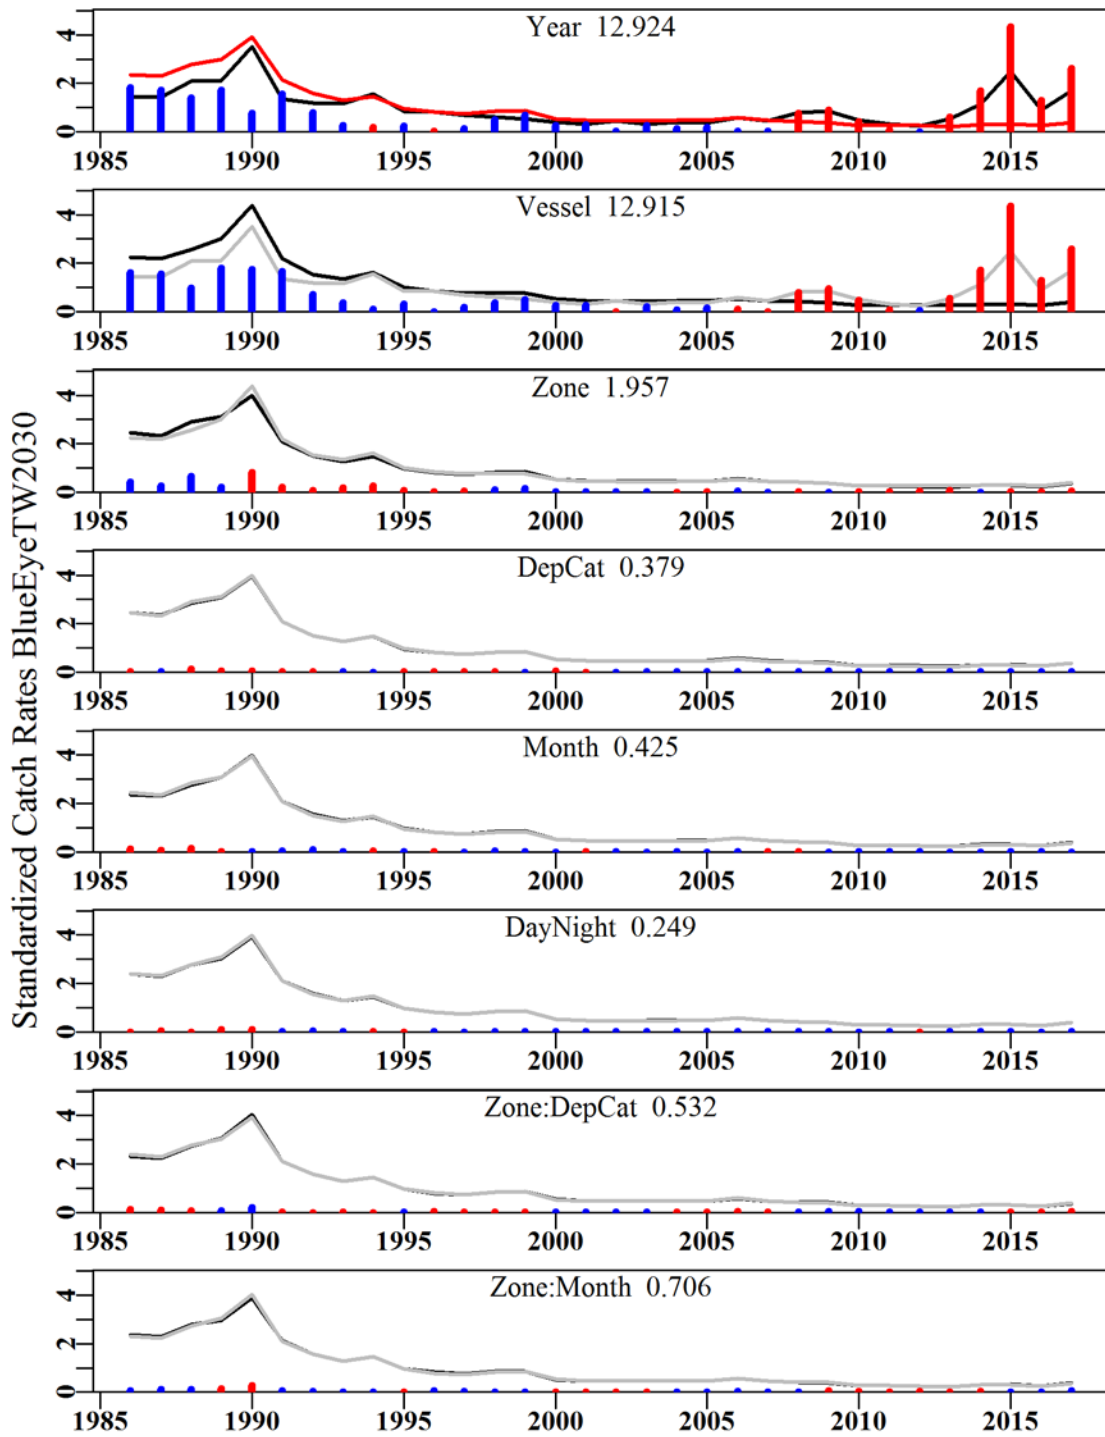 Standardized Catch Rates BlueEyeTW2030
Year 12.924
0 2 4
1985 1990 1995 2000 2005 2010 2015
Vessel 12.915
0 2 4
1985 1990 1995 2000 2005 2010 2015
Zone 1.957
0 2 4
1985 1990 1995 2000 2005 2010 2015
DepCat 0.379
0 2 4
1985 1990 1995 2000 2005 2010 2015
Month 0.425
0 2 4
1985 1990 1995 2000 2005 2010 2015
DayNight 0.249
0 2 4
1985 1990 1995 2000 2005 2010 2015
Zone:DepCat 0.532
0 2 4
1985 1990 1995 2000 2005 2010 2015
Zone:Month 0.706
0 2 4
1985 1990 1995 2000 2005 2010 2015